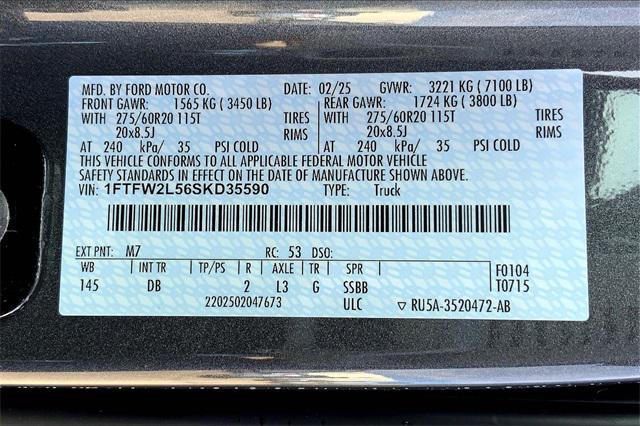 MFD. BY FORD MOTOR CO. 02/25 GVWR: 3221 KG ( 7100 LB)
FRONT GAWR: 1565 KG ( 3450 LB) REAR GAWR: 1724 KG ( 3800 LB)
WITH 275/60R20 115T TIRES WITH 275/60R20 115T TIRES
20x8.5J RIMS 20x8.5J RIMS
AT 240 kPa/ 35 PSI COLD AT 240 kPa/ 35 PSI COLD
THIS VEHICLE CONFORMS TO ALL APPLICABLE FEDERAL MOTOR VEHICLE
SAFETY STANDARDS IN EFFECT ON THE DATE OF MANUFACTURE SHOWN ABOVE.
VIN: 1FTFW2L56SKD35590 TYPE: Truck
EXT PNT: M7 RC: 53 DSO:
WB INT TR TP/PS R AXLE TR SPR F0104
145 DB 2 L3 G SSBB T0715
2202502047673 ULC ▽ RU5A-3520472-AB